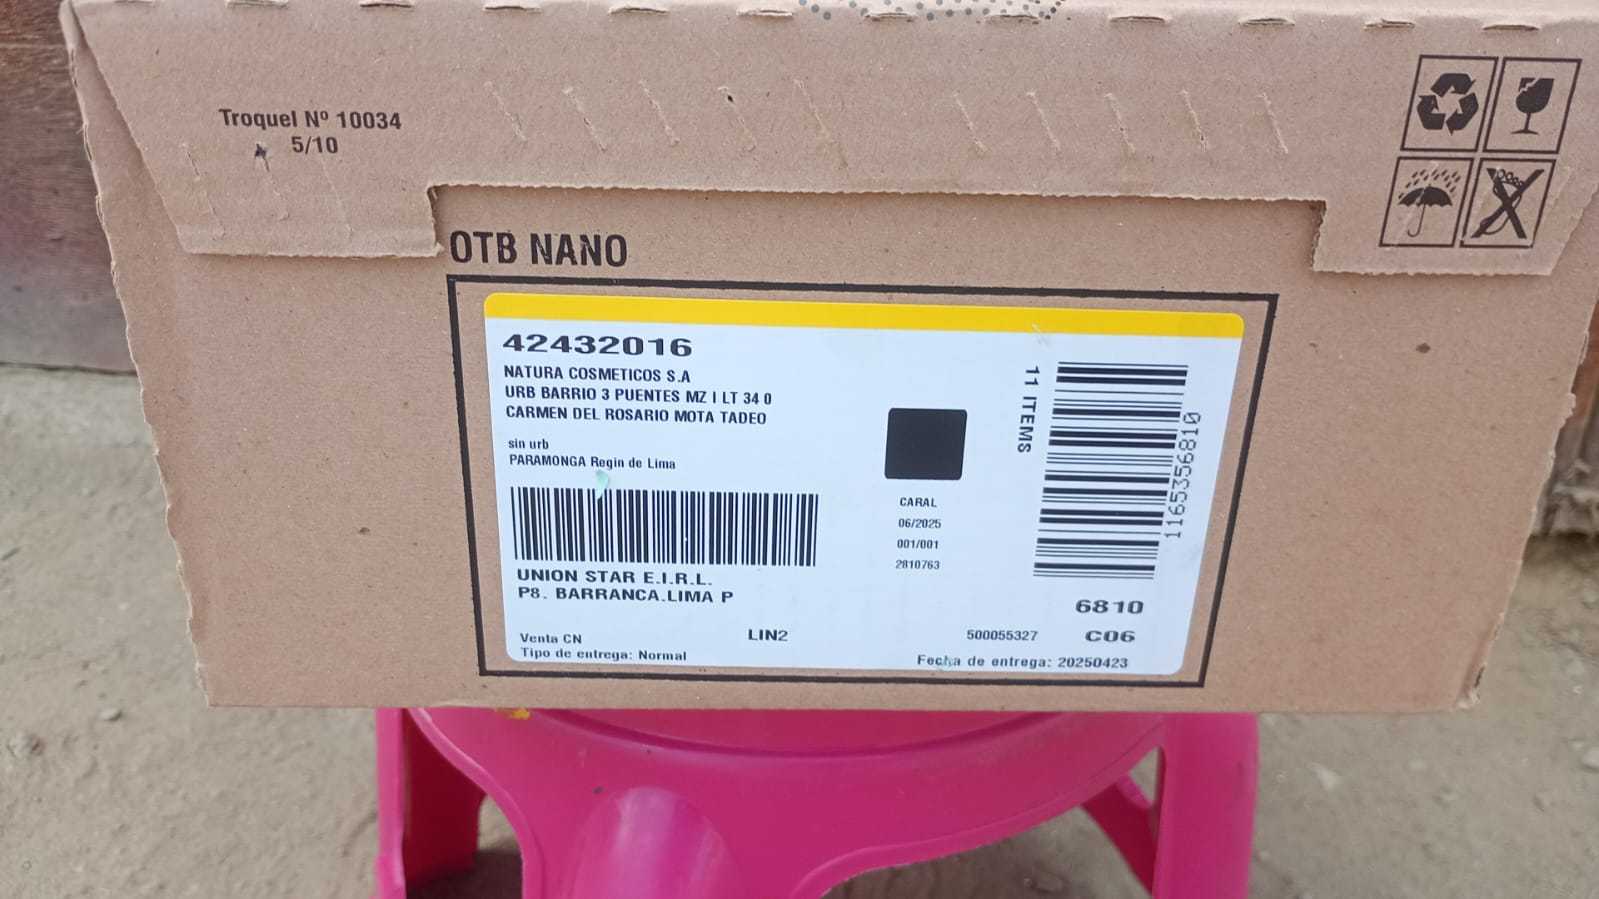 Troquel Nº 10034
5/10
OTB NANO
42432016
NATURA COSMETICOS S.A
URB BARRIO 3 PUENTES MZ I LT 34 0
CARMEN DEL ROSARIO MOTA TADEO
sin urb
PARAMONGA Regin de Lima
UNION STAR E.I.R.L.
P8. BARRANCA.LIMA P
Venta CN
Tipo de entrega: Normal
LIN2
CARAL
06/2025
001/001
2810763
11 ITEMS
1165356810
6810
500055327
C06
Fecha de entrega: 20250423